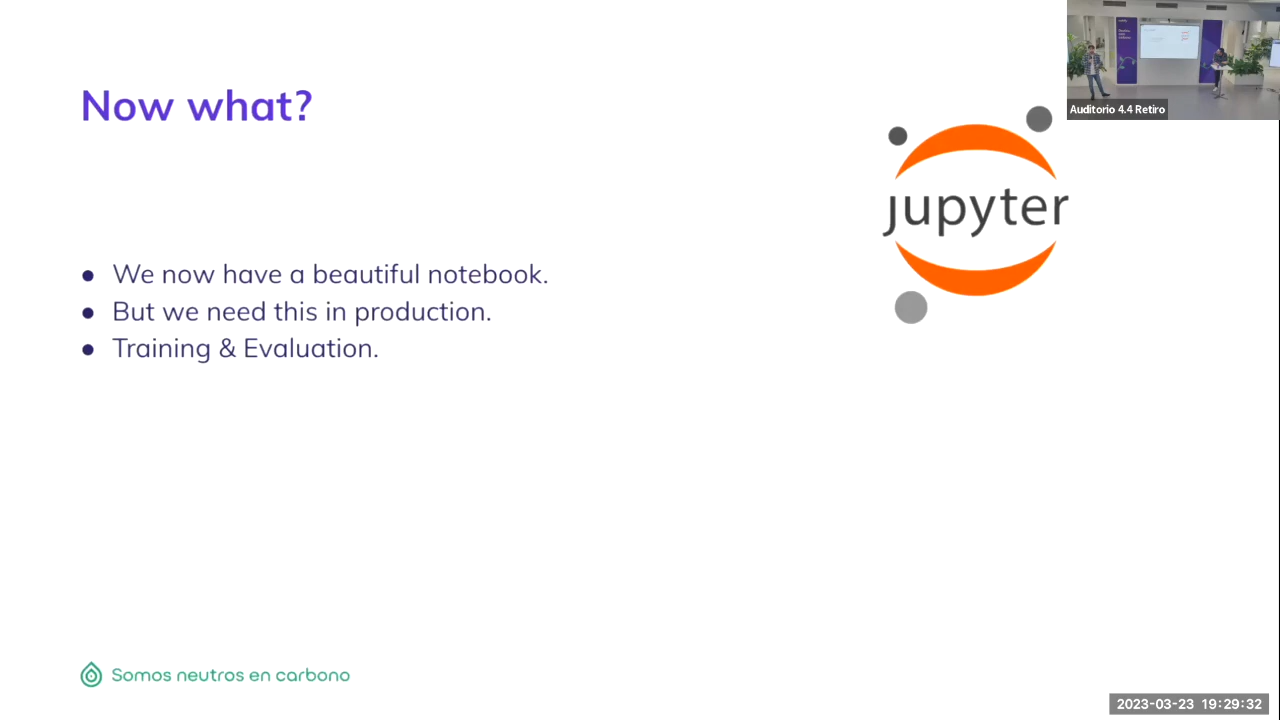 Now what?
jupyter
We now have a beautiful notebook.
But we need this in production.
Training & Evaluation.
Somos neutros en carbono
Auditorio 4.4 Retiro
2023-03-23 19:29:32